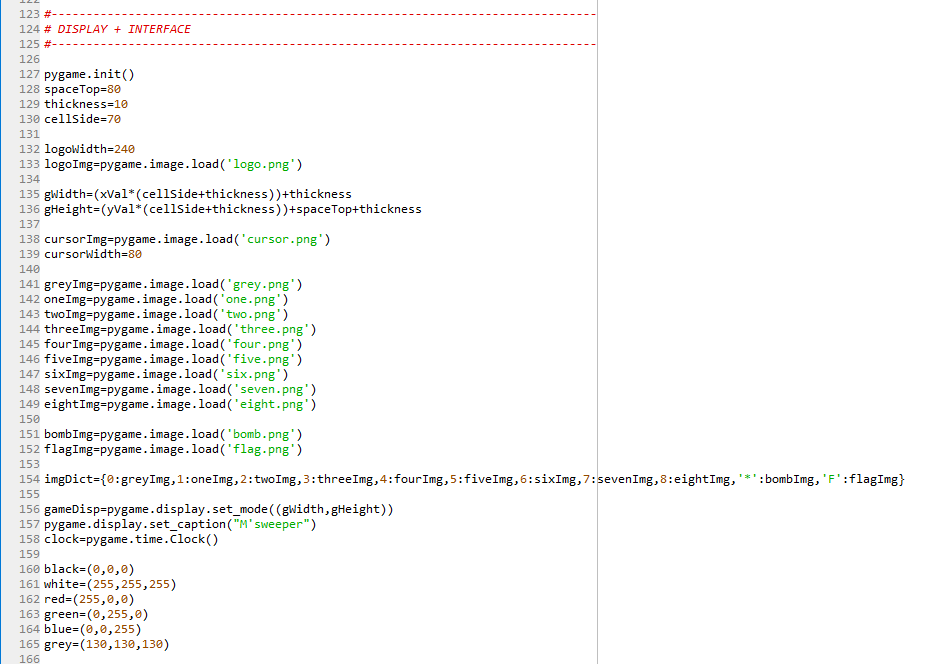 122
123 #-----------------------------------------------------------------------------
124 # DISPLAY + INTERFACE
125 #-----------------------------------------------------------------------------
126
127 pygame.init()
128 spaceTop=80
129 thickness=10
130 cellSide=70
131
132 logoWidth=240
133 logoImg=pygame.image.load('logo.png')
134
135 gWidth=(xVal*(cellSide+thickness))+thickness
136 gHeight=(yVal*(cellSide+thickness))+spaceTop+thickness
137
138 cursorImg=pygame.image.load('cursor.png')
139 cursorWidth=80
140
141 greyImg=pygame.image.load('grey.png')
142 oneImg=pygame.image.load('one.png')
143 twoImg=pygame.image.load('two.png')
144 threeImg=pygame.image.load('three.png')
145 fourImg=pygame.image.load('four.png')
146 fiveImg=pygame.image.load('five.png')
147 sixImg=pygame.image.load('six.png')
148 sevenImg=pygame.image.load('seven.png')
149 eightImg=pygame.image.load('eight.png')
150
151 bombImg=pygame.image.load('bomb.png')
152 flagImg=pygame.image.load('flag.png')
153
154 imgDict={0:greyImg,1:oneImg,2:twoImg,3:threeImg,4:fourImg,5:fiveImg,6:sixImg,7:sevenImg,8:eightImg,'*':bombImg,'F':flagImg}
155
156 gameDisp=pygame.display.set_mode((gWidth,gHeight))
157 pygame.display.set_caption("M'sweeper")
158 clock=pygame.time.Clock()
159
160 black=(0,0,0)
161 white=(255,255,255)
162 red=(255,0,0)
163 green=(0,255,0)
164 blue=(0,0,255)
165 grey=(130,130,130)
166